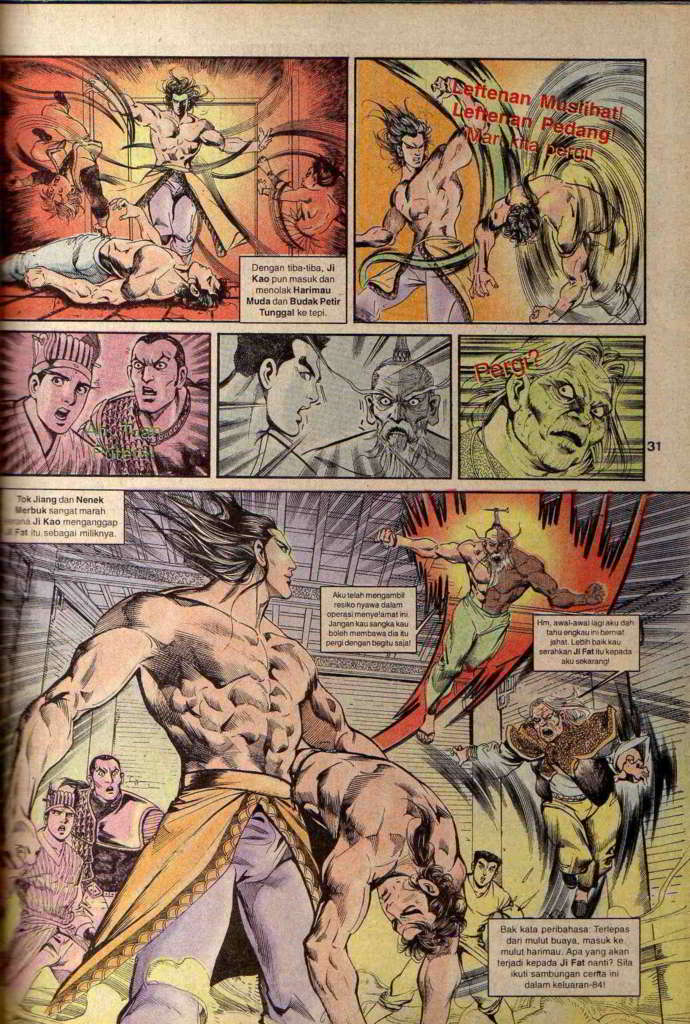 Dengan tiba-tiba, Ji
Kao pun masuk dan
menolak Harimau
Muda dan Budak Petir
Tunggal ke tepi.
Leftenan Muslihat!
Leftenan Pedang!
Mari kita pergi!
Tuan
Pergi?
31
Tok Jiang dan Nenek
Merbuk sangat marah
Ji Kao menganggap
Ji Fat itu sebagai miliknya.
Aku telah mengambil
resiko nyawa dalam
operasi menyelamat ini.
Jangan kau sangka kau
boleh membawa dia itu
pergi dengan begitu saja!
Hm, awal-awal lagi aku dah
tahu engkau ini berniat
jahat. Lebih baik kau
serahkan Ji Fat itu kepada
aku sekarang!
Bak kata peribahasa: Terlepas
dari mulut buaya, masuk ke
mulut harimau. Apa yang akan
terjadi kepada Ji Fat nanti? Sila
ikuti sambungan cerita ini
dalam keluaran-84!